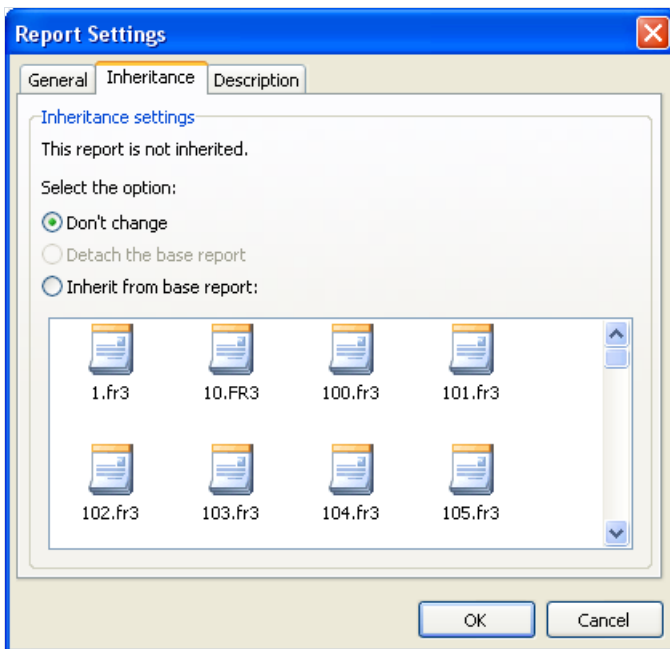 Report Settings
General Inheritance Description
Inheritance settings
This report is not inherited.
Select the option:
Don't change
Detach the base report
Inherit from base report:
1.fr3 10.FR3 100.fr3 101.fr3
102.fr3 103.fr3 104.fr3 105.fr3
OK Cancel